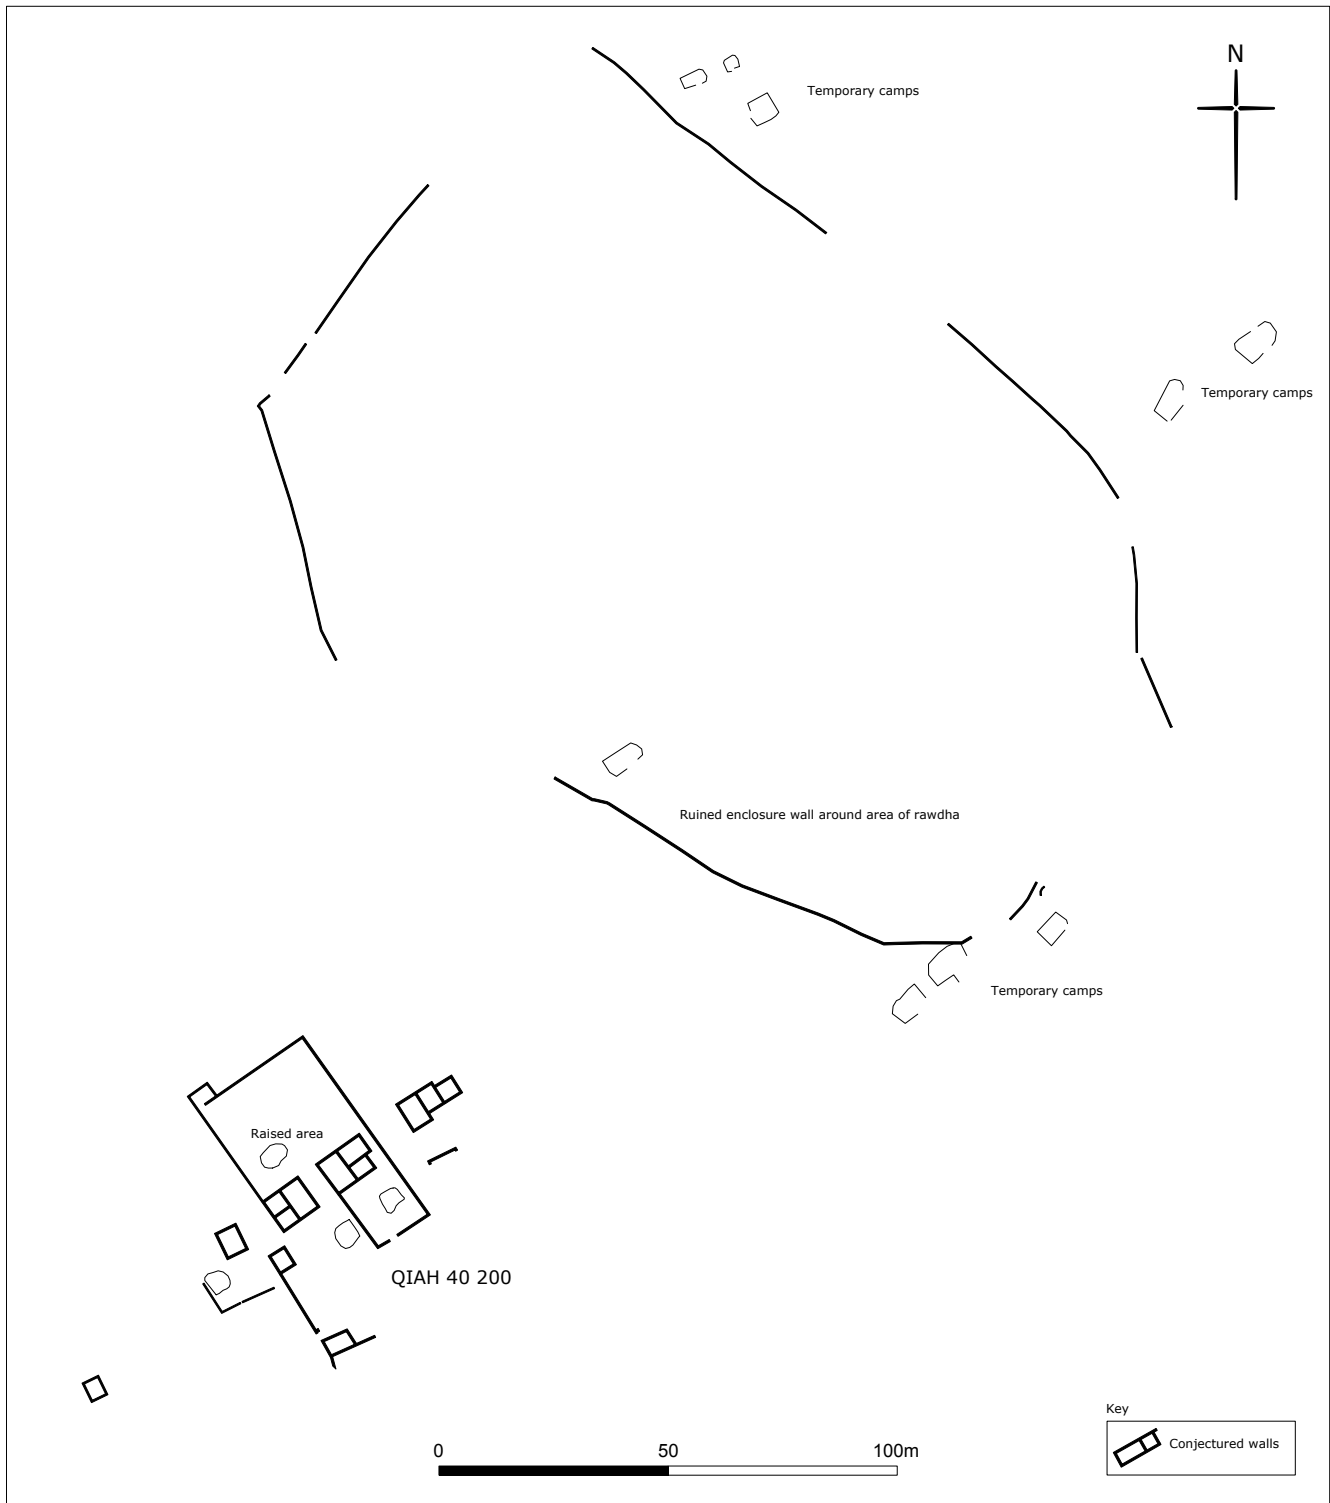 N
Temporary camps
Temporary camps
Ruined enclosure wall around area of rawdha
Temporary camps
Raised area
QIAH 40 200
Key
Conjectured walls
0 50 100m